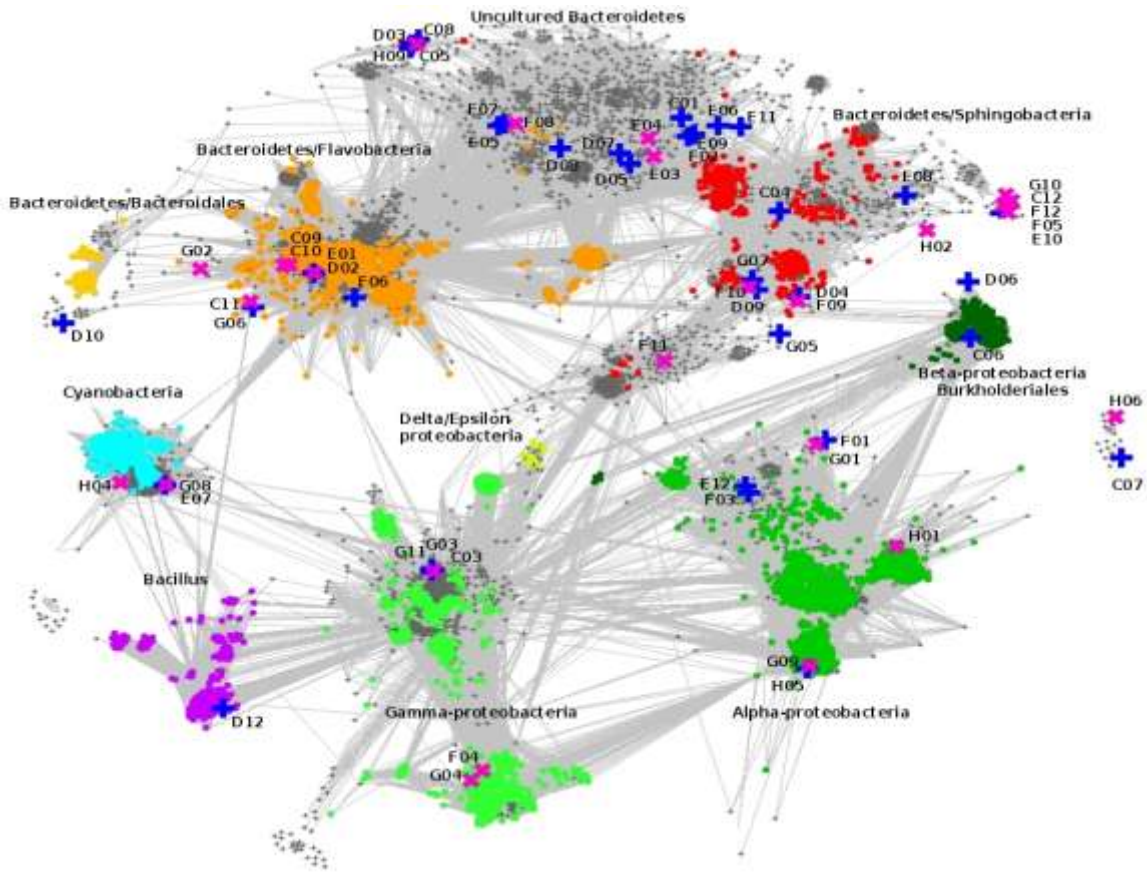 Uncultured Bacteroidetes
D03 C08
H09 C05
E07 F08
E05
D08
D07
D05
E04
E03
G01 E06 E11
C09
Bacteroidetes/Sphingobacteria
Bacteroidetes/Flavobacteria
Bacteroidetes/Bacteroidales
C04
E08
G10
C12
F12
F05
E10
H02
G02
C09
C10
E01
D02
F06
C11
G06
D10
G07
F10
D09
D04
F09
D06
G05
C06
F11
Beta-proteobacteria
Burkholderiales
Cyanobacteria
Delta/Epsilon
proteobacteria
H06
C07
F01
G01
H04
G08
E07
E12
F03
G11
G03
C03
H01
Bacillus
G09
H05
D12
Gamma-proteobacteria
Alpha-proteobacteria
F04
G04